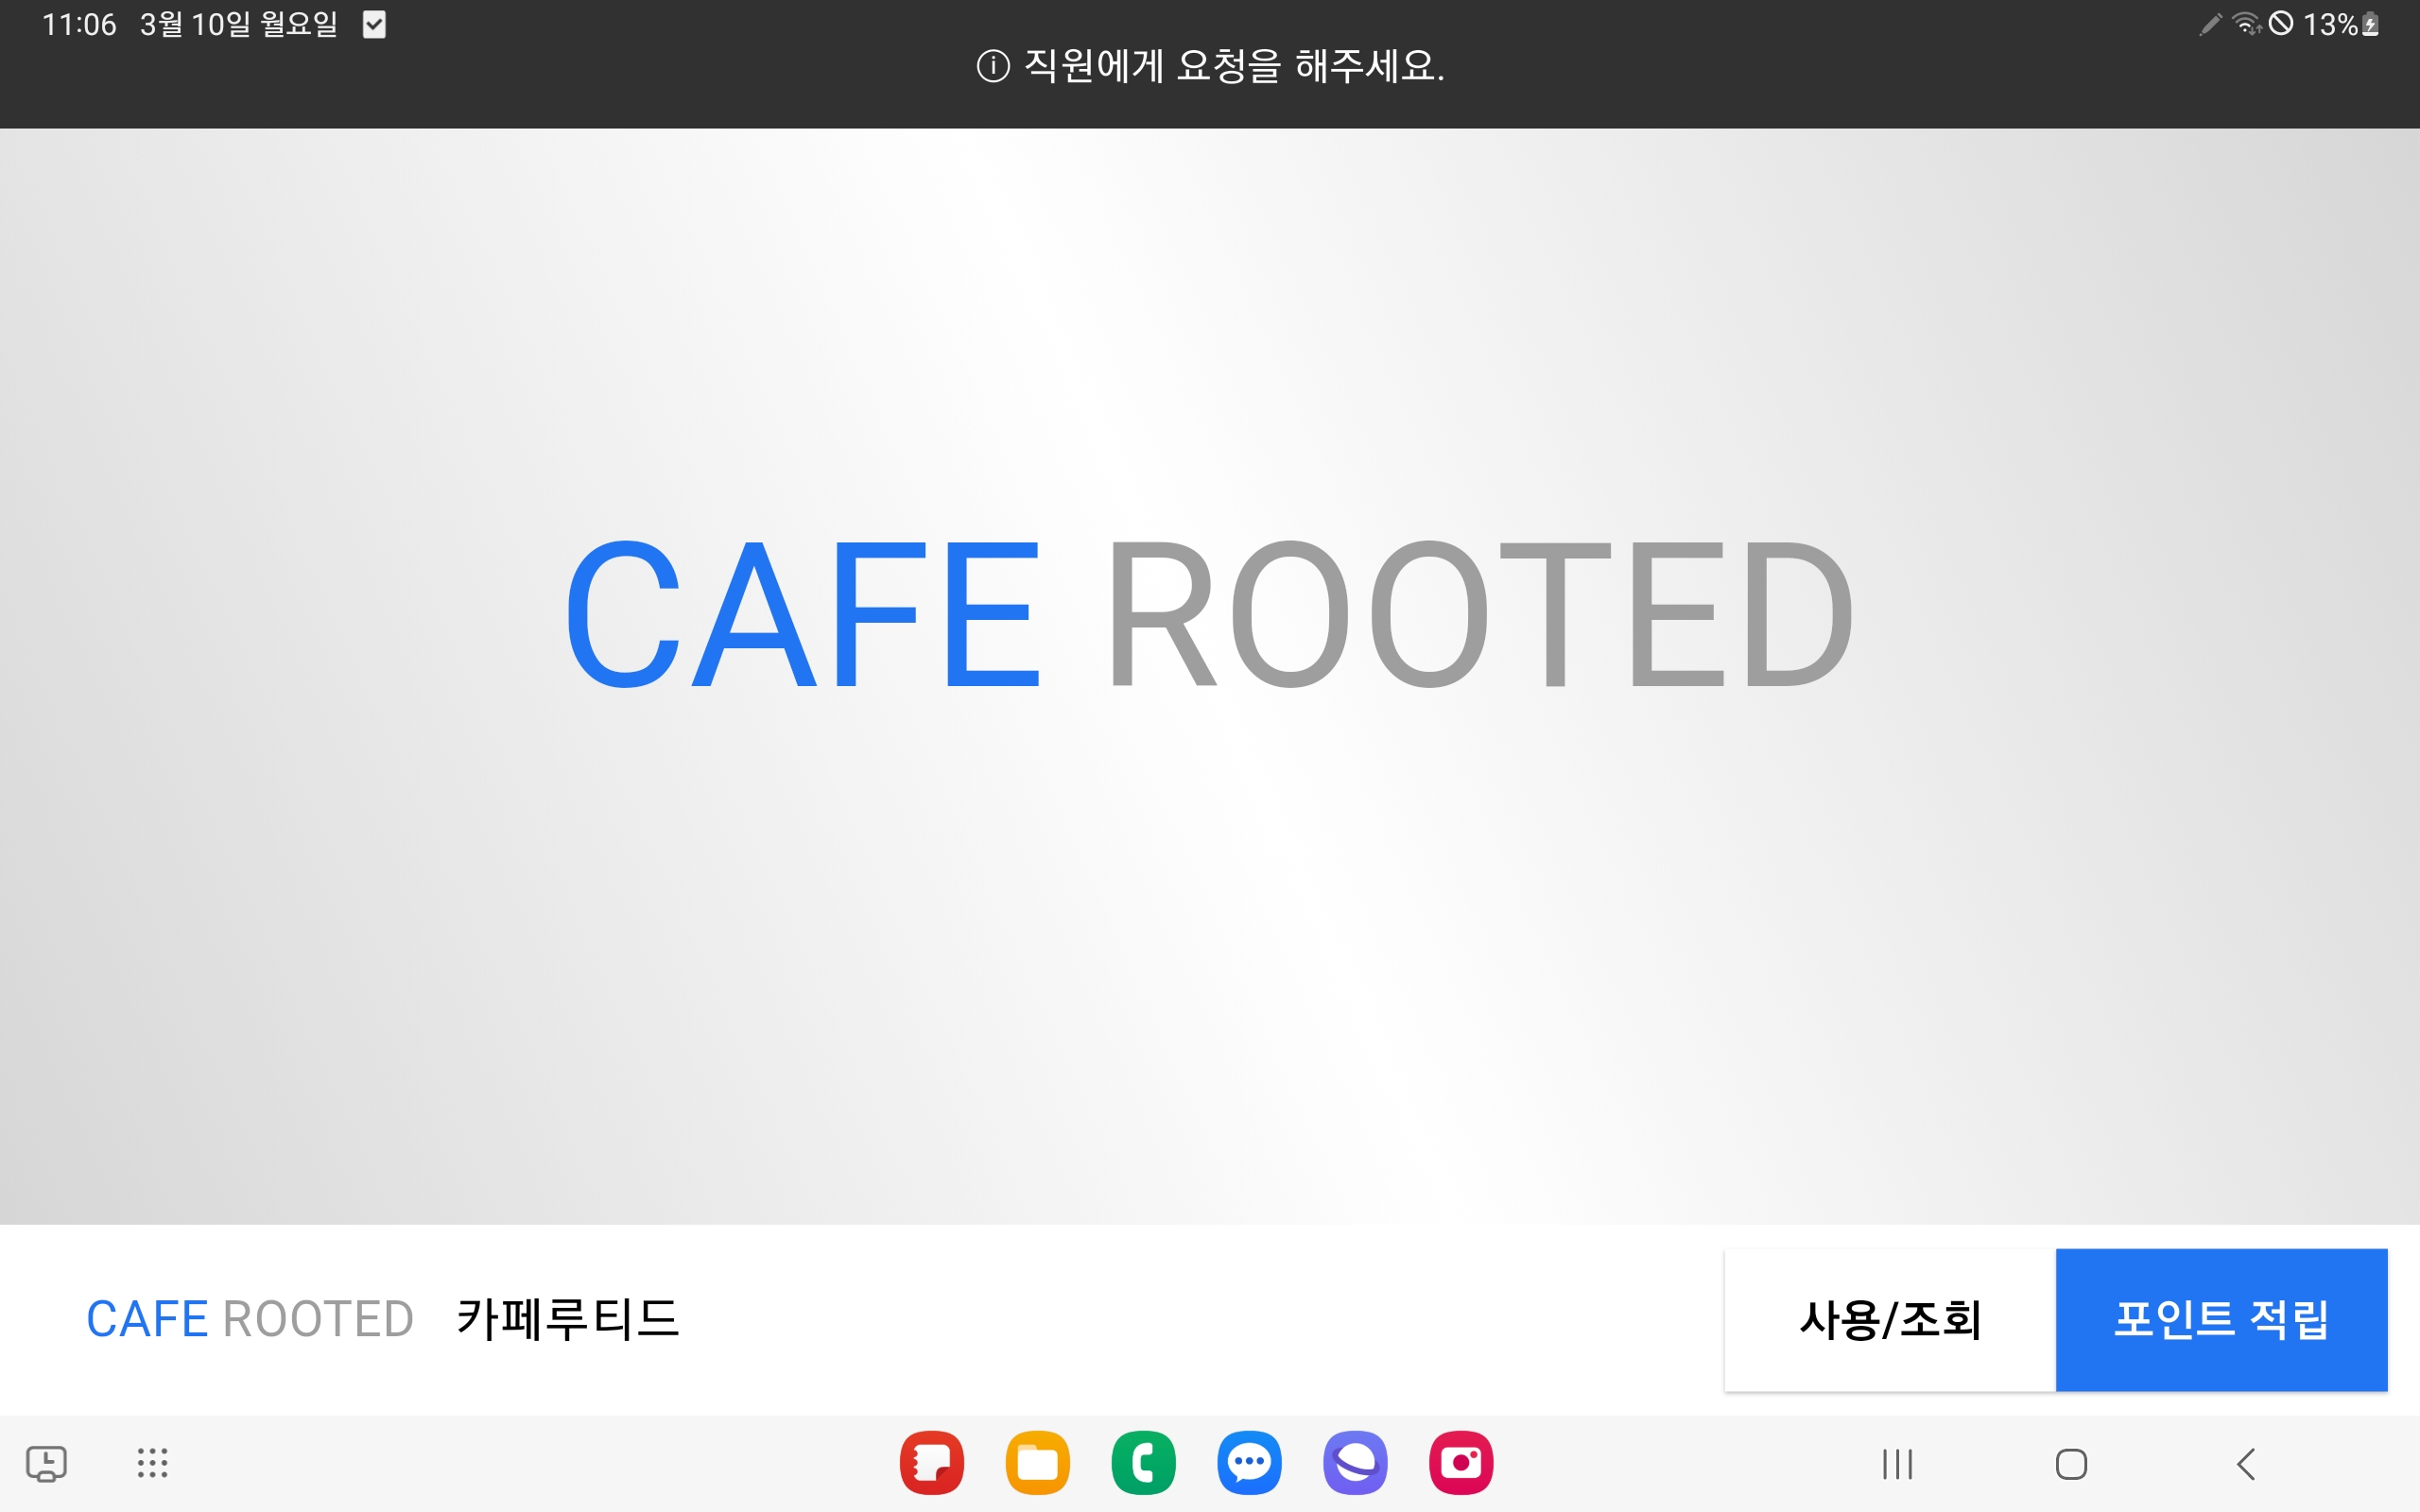 11:06 3월 10일 월요일
13%
직원에게 요청을 해주세요.
CAFE ROOTED
CAFE ROOTED 카페루티드
사용/조회
포인트 적립